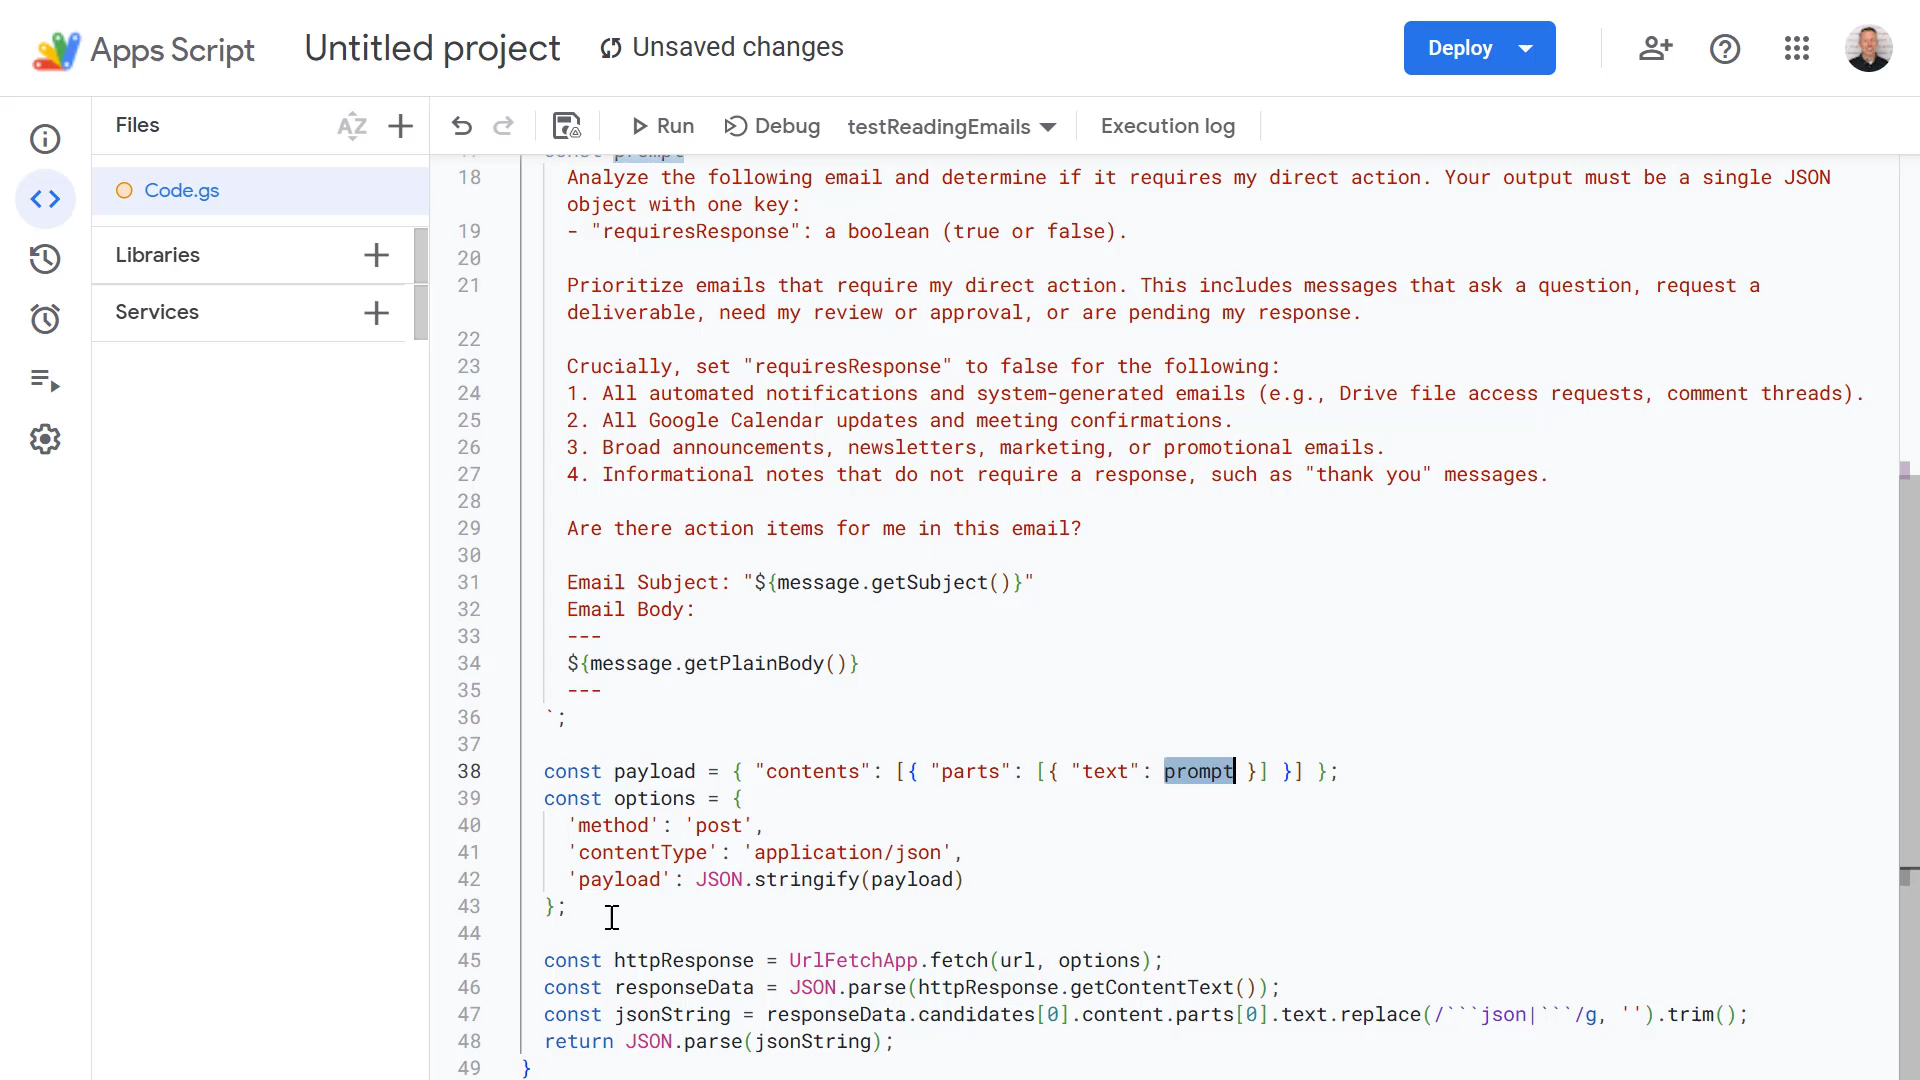 Apps Script
Untitled project
Unsaved changes
Deploy
Files
AZ
Run
Debug
testReadingEmails
Execution log
Code.gs
Libraries
Services
const prompt
18 Analyze the following email and determine if it requires my direct action. Your output must be a single JSON
object with one key:
19 - "requiresResponse": a boolean (true or false).
20
21 Prioritize emails that require my direct action. This includes messages that ask a question, request a
deliverable, need my review or approval, or are pending my response.
22
23 Crucially, set "requiresResponse" to false for the following:
24 1. All automated notifications and system-generated emails (e.g., Drive file access requests, comment threads).
25 2. All Google Calendar updates and meeting confirmations.
26 3. Broad announcements, newsletters, marketing, or promotional emails.
27 4. Informational notes that do not require a response, such as "thank you" messages.
28
29 Are there action items for me in this email?
30
31 Email Subject: "${message.getSubject()}"
32 Email Body:
33 ---
34 ${message.getPlainBody()}
35 ---
36 `;
37
38 const payload = { "contents": [{ "parts": [{ "text": prompt }] }] };
39 const options = {
40 'method': 'post',
41 'contentType': 'application/json',
42 'payload': JSON.stringify(payload)
43 };
44
45 const httpResponse = UrlFetchApp.fetch(url, options);
46 const responseData = JSON.parse(httpResponse.getContentText());
47 const jsonString = responseData.candidates[0].content.parts[0].text.replace(/```json|```/g, '').trim();
48 return JSON.parse(jsonString);
49 }